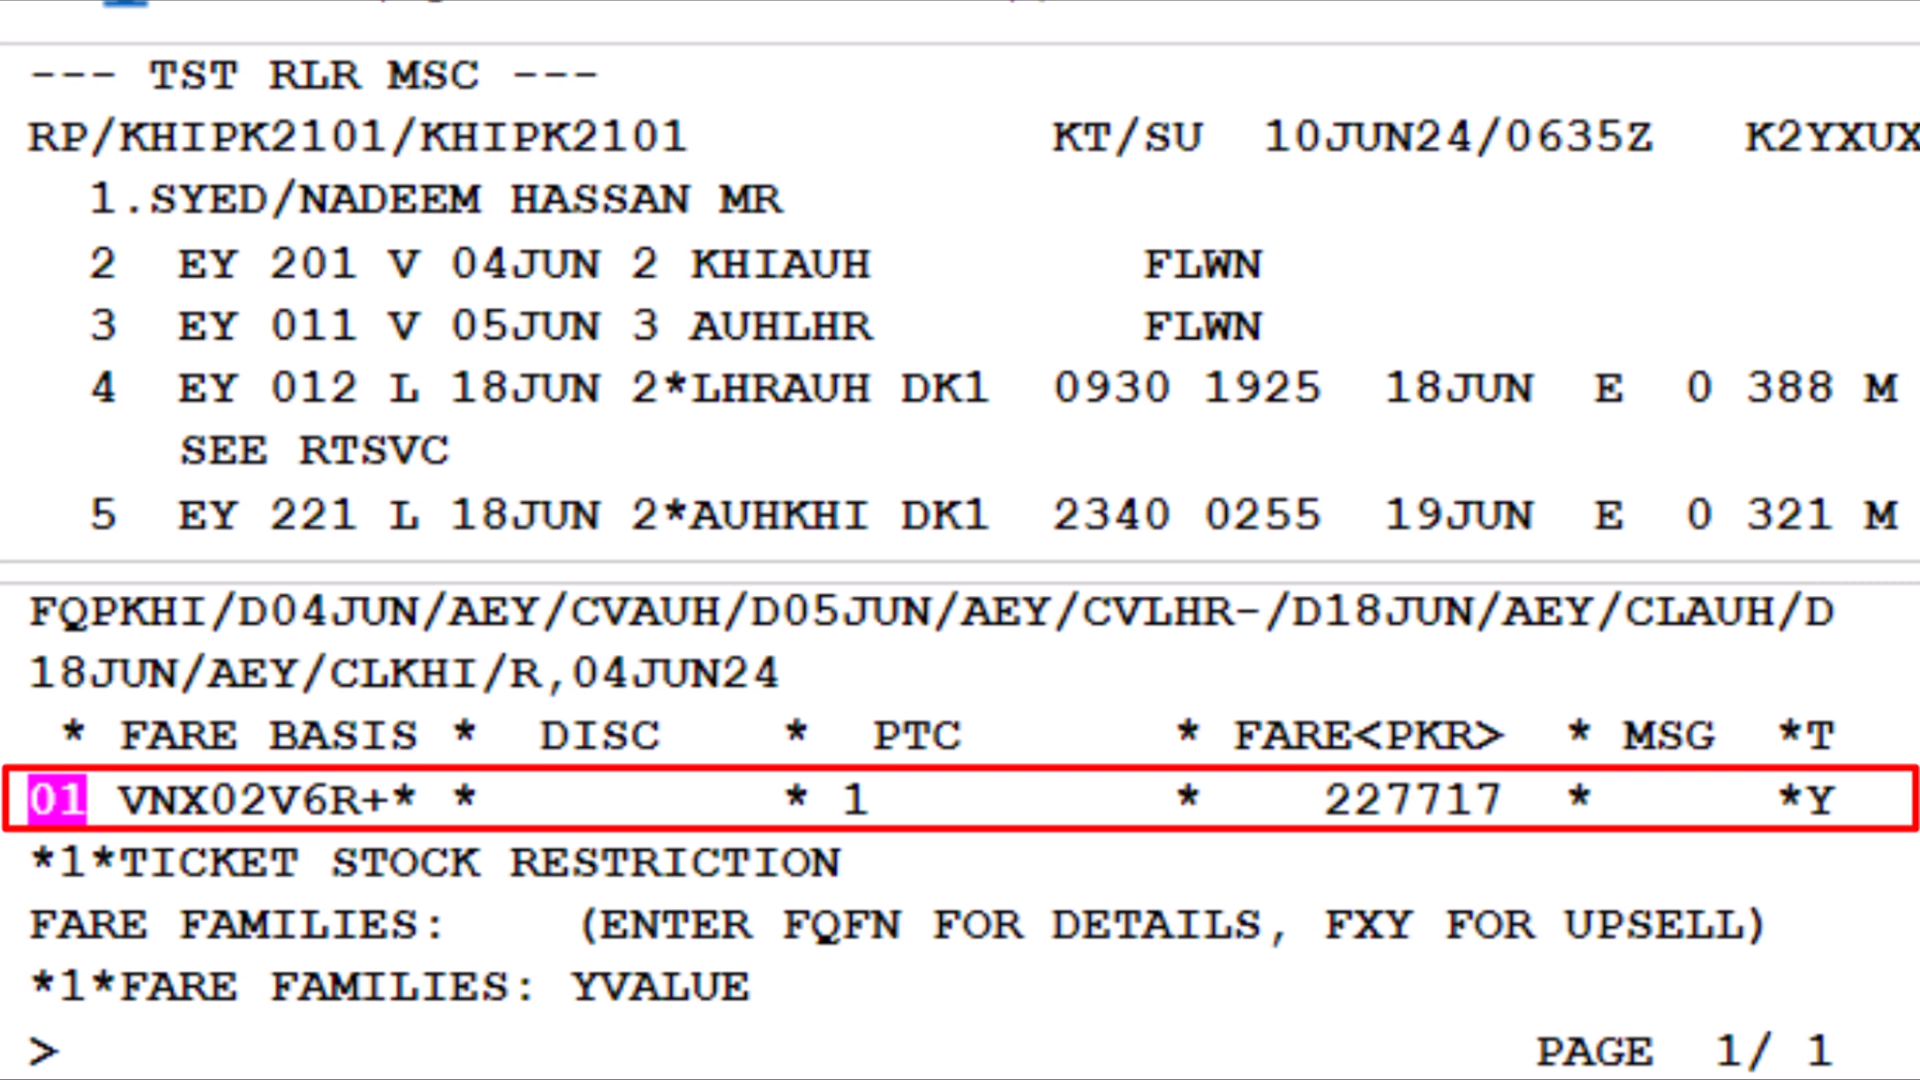 --- TST RLR MSC ---
RP/KHIPK2101/KHIPK2101 KT/SU 10JUN24/0635Z K2YXUX
1.SYED/NADEEM HASSAN MR
2 EY 201 V 04JUN 2 KHIAUH FLWN
3 EY 011 V 05JUN 3 AUHLHR FLWN
4 EY 012 L 18JUN 2*LHRAUH DK1 0930 1925 18JUN E 0 388 M
SEE RTSVC
5 EY 221 L 18JUN 2*AUHKHI DK1 2340 0255 19JUN E 0 321 M
FQPKHI/D04JUN/AEY/CVAUH/D05JUN/AEY/CVLHR-/D18JUN/AEY/CLAUH/D
18JUN/AEY/CLKHI/R,04JUN24
* FARE BASIS * DISC * PTC * FARE<PKR> * MSG *T
01 VNX02V6R+* * * 1 * 227717 * *Y
*1*TICKET STOCK RESTRICTION
FARE FAMILIES: (ENTER FQFN FOR DETAILS, FXY FOR UPSELL)
*1*FARE FAMILIES: YVALUE
> PAGE 1/ 1